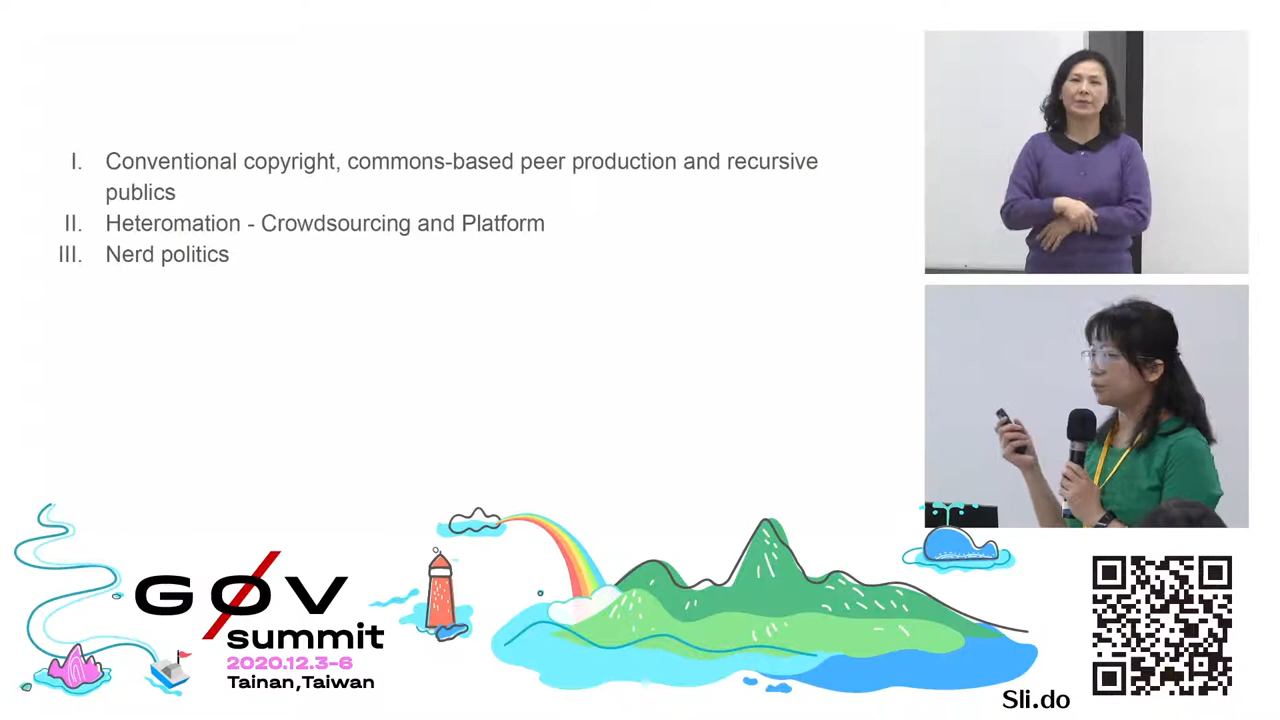 I. Conventional copyright, commons-based peer production and recursive
publics
II. Heteromation - Crowdsourcing and Platform
III. Nerd politics
GØV
summit
2020.12.3-6
Tainan,Taiwan
Sli.do